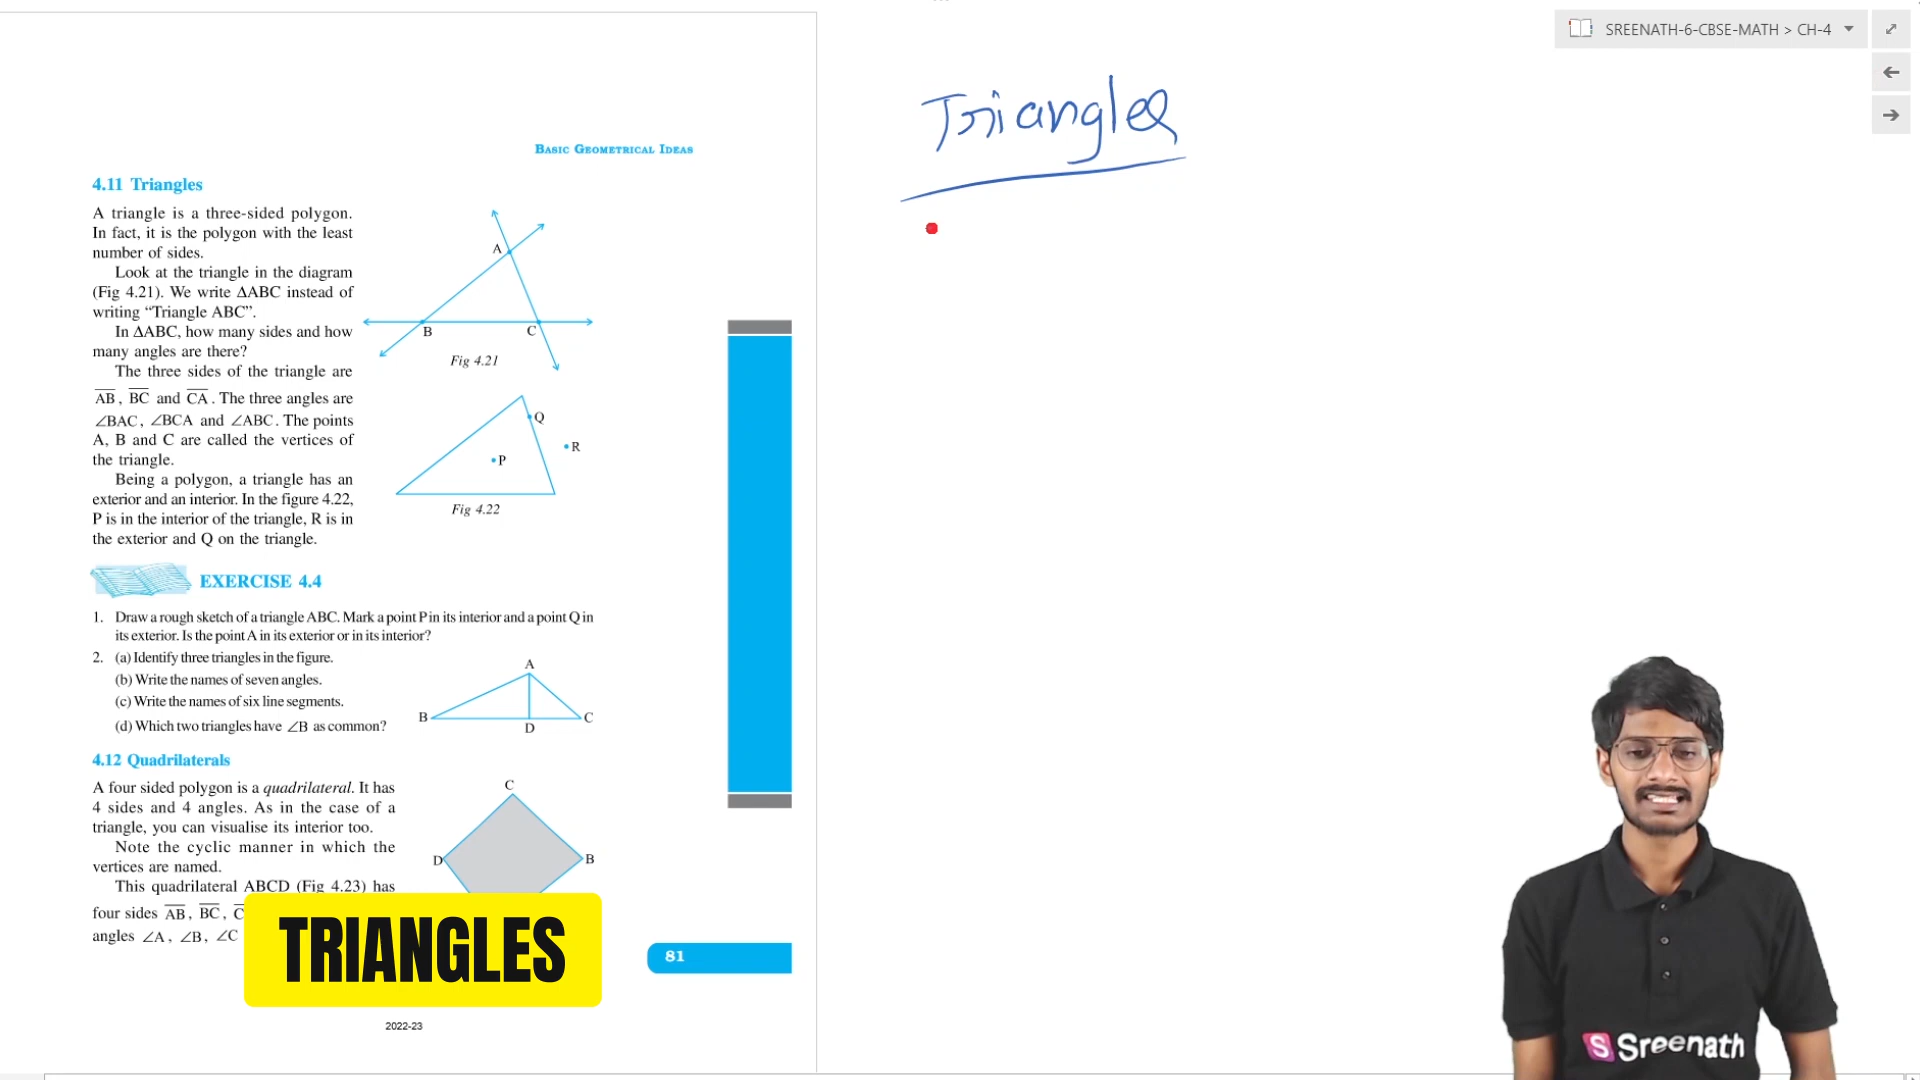 SREENATH-6-CBSE-MATH > CH-4
Triangles
BASIC GEOMETRICAL IDEAS
4.11 Triangles
A triangle is a three-sided polygon.
In fact, it is the polygon with the least
number of sides.
Look at the triangle in the diagram
(Fig 4.21). We write ΔABC instead of
writing “Triangle ABC”.
In ΔABC, how many sides and how
many angles are there?
The three sides of the triangle are
AB, BC and CA. The three angles are
∠BAC, ∠BCA and ∠ABC. The points
A, B and C are called the vertices of
the triangle.
Being a polygon, a triangle has an
exterior and an interior. In the figure 4.22,
P is in the interior of the triangle, R is in
the exterior and Q on the triangle.
A
B
C
Fig 4.21
Q
R
P
Fig 4.22
EXERCISE 4.4
1. Draw a rough sketch of a triangle ABC. Mark a point P in its interior and a point Q in
its exterior. Is the point A in its exterior or in its interior?
2. (a) Identify three triangles in the figure.
(b) Write the names of seven angles.
(c) Write the names of six line segments.
(d) Which two triangles have ∠B as common?
A
B
C
D
4.12 Quadrilaterals
A four sided polygon is a quadrilateral. It has
4 sides and 4 angles. As in the case of a
triangle, you can visualise its interior too.
Note the cyclic manner in which the
vertices are named.
This quadrilateral ABCD (Fig 4.23) has
four sides AB, BC, C
angles ∠A, ∠B, ∠C
C
D
B
TRIANGLES
81
2022-23
S Sreenath